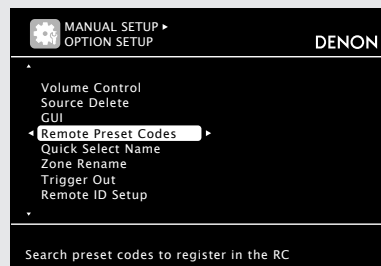 MANUAL SETUP
OPTION SETUP
DENON
Volume Control
Source Delete
GUI
Remote Preset Codes
Quick Select Name
Zone Rename
Trigger Out
Remote ID Setup
Search preset codes to register in the RC